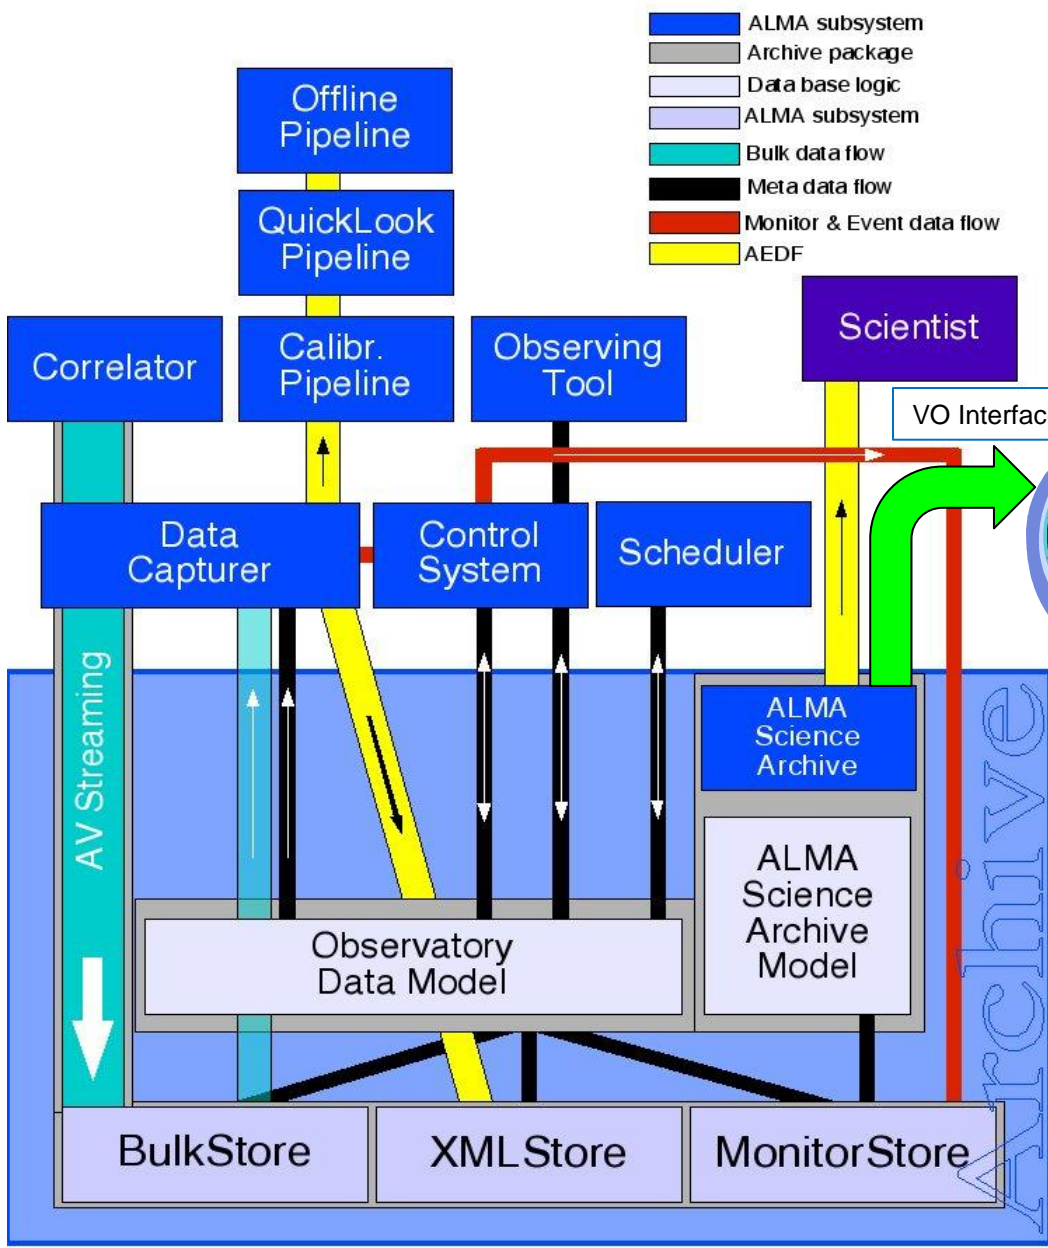 ALMA subsystem
Archive package
Data base logic
ALMA subsystem
Bulk data flow
Meta data flow
Monitor & Event data flow
AEDF
Offline
Pipeline
QuickLook
Pipeline
Correlator
Calibr.
Pipeline
Observing
Tool
Scientist
VO Interfac
Data
Capturer
Control
System
Scheduler
AV Streaming
ALMA
Science
Archive
ALMA
Science
Archive
Model
Observatory
Data Model
Archive
BulkStore
XMLStore
MonitorStore